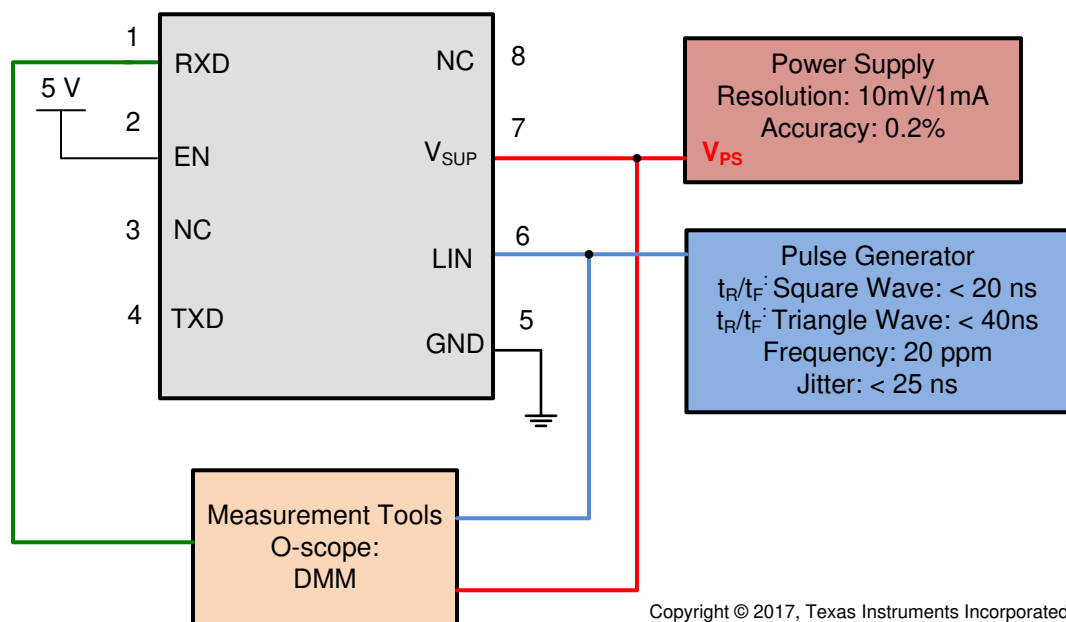 1
RXD
5 V
2
EN
3
NC
4
TXD
NC
8
7
VSUP
6
LIN
5
GND
Power Supply
Resolution: 10mV/1mA
Accuracy: 0.2%
VPS
Pulse Generator
tR/tF: Square Wave: < 20 ns
tR/tF: Triangle Wave: < 40ns
Frequency: 20 ppm
Jitter: < 25 ns
Measurement Tools
O-scope:
DMM
Copyright © 2017, Texas Instruments Incorporated